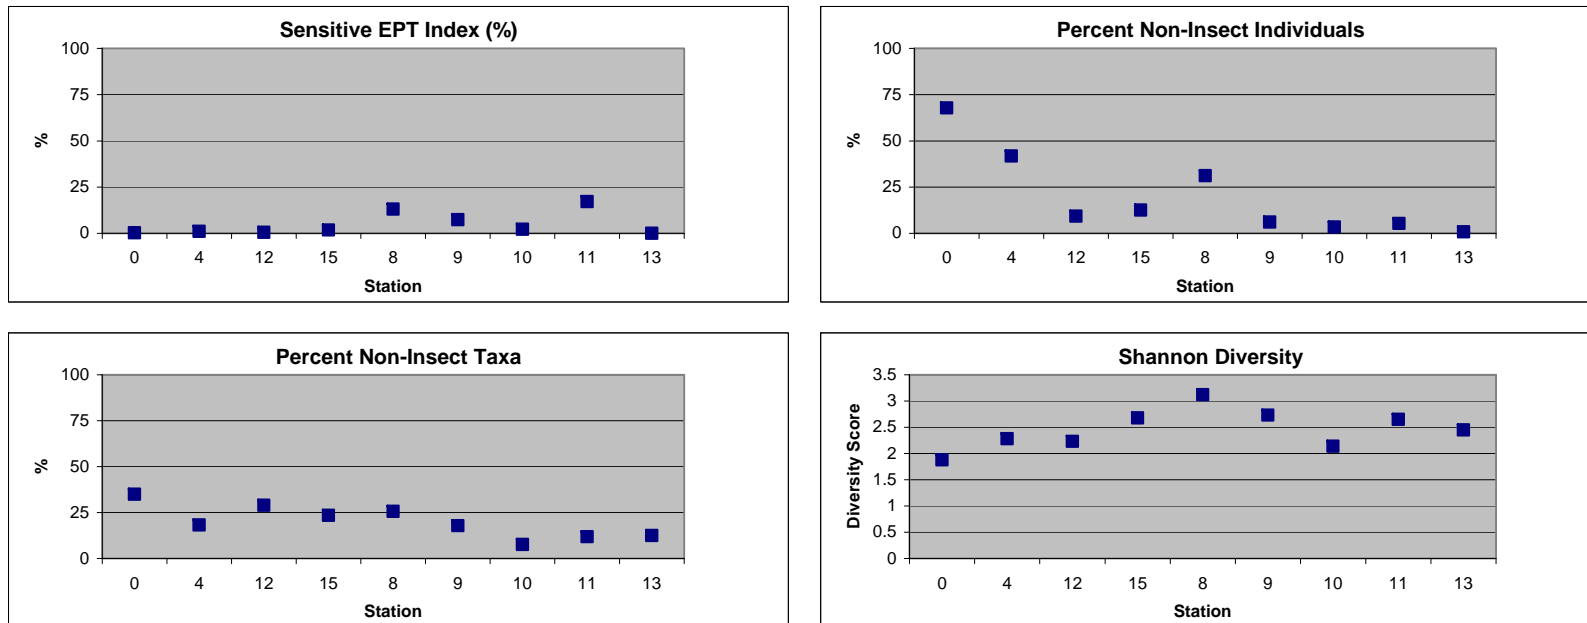 Sensitive EPT Index (%)
100
75
50
25
0
%
0 4 12 15 8 9 10 11 13
Station
Percent Non-Insect Individuals
100
75
50
25
0
%
0 4 12 15 8 9 10 11 13
Station
Percent Non-Insect Taxa
100
75
50
25
0
%
0 4 12 15 8 9 10 11 13
Station
Shannon Diversity
3.5
3
2.5
2
1.5
1
0.5
0
Diversity Score
0 4 12 15 8 9 10 11 13
Station